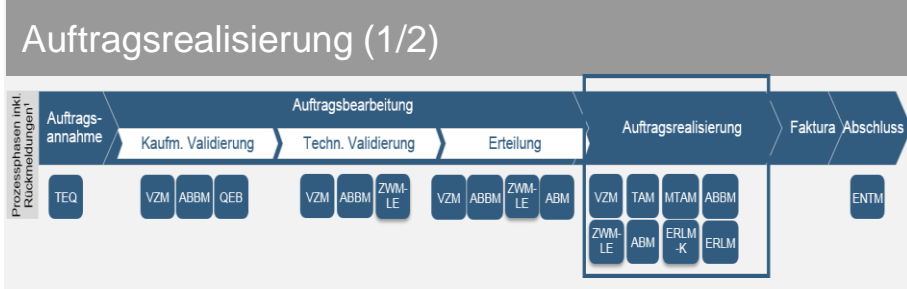 Auftragsrealisierung (1/2)
Prozessphasen inkl.
Rückmeldungen¹
Auftrags-
annahme
Auftragsbearbeitung
Kaufm. Validierung
Techn. Validierung
Erteilung
Auftragsrealisierung
Faktura
Abschluss
TEQ
VZM
ABBM
QEB
VZM
ABBM
ZWM-
LE
VZM
ABBM
ZWM-
LE
ABM
VZM
TAM
MTAM
ABBM
ZWM-
LE
ABM
ERLM
-K
ERLM
ENTM